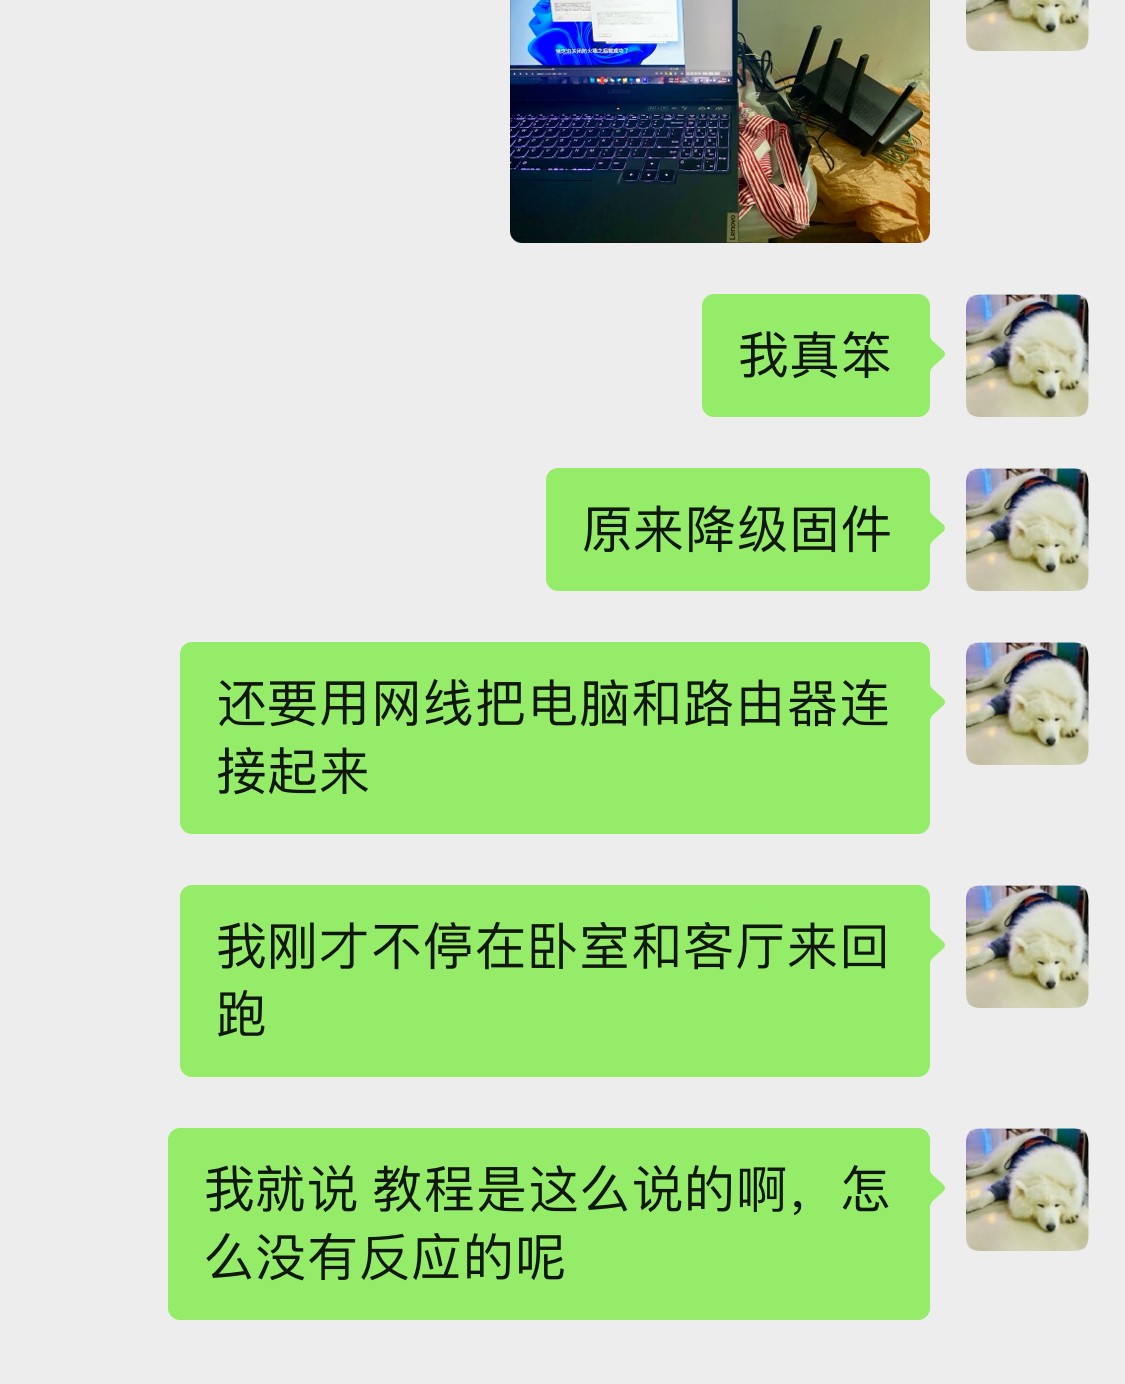 Lenovo
我真笨
原来降级固件
还要用网线把电脑和路由器连
接起来
我刚才不停在卧室和客厅来回
跑
我就说 教程是这么说的啊，怎
么没有反应的呢